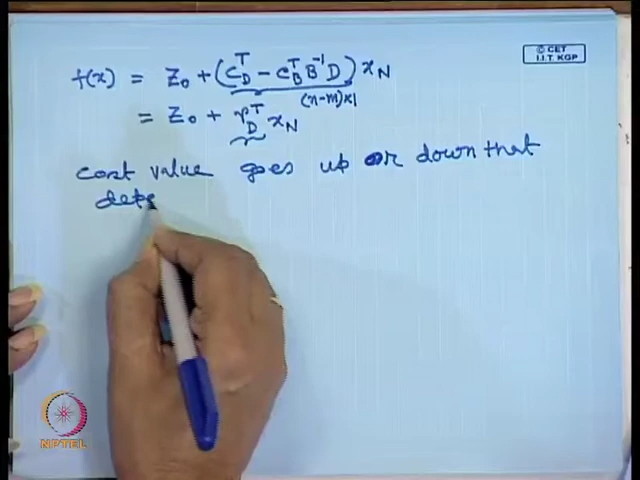 © CET
I.I.T. KGP
f(x) = Z₀ + (C_D^T - C_B^T B^{-1} D) x_N
(n-m)×1
= Z₀ + r_D^T x_N
cost value goes up or down that
depe
NPTEL